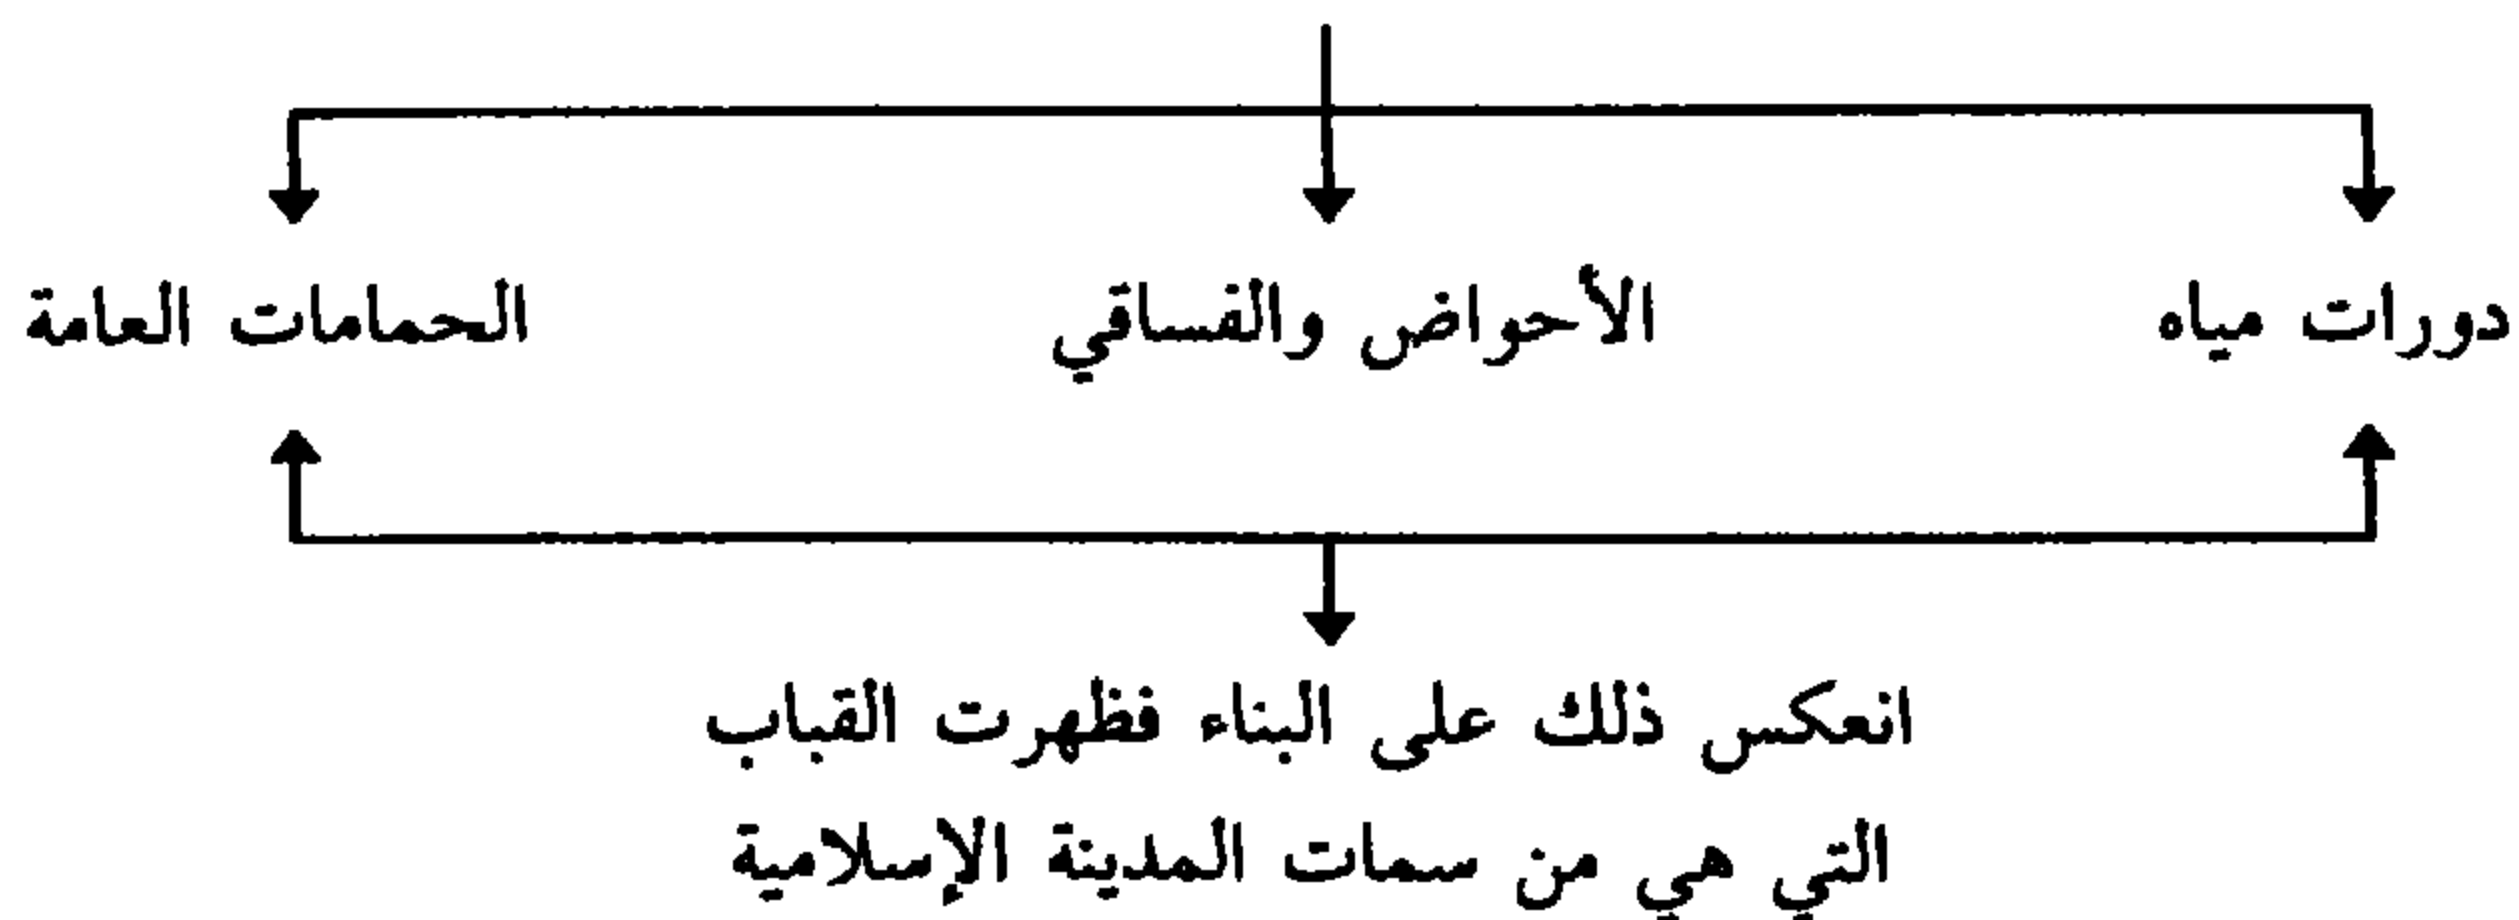 دورات مياه
الأحواض والفساقي
الحمامات العامة
انعكس ذلك على البناء فظهرت القباب
التي هي من سمات المدينة الإسلامية